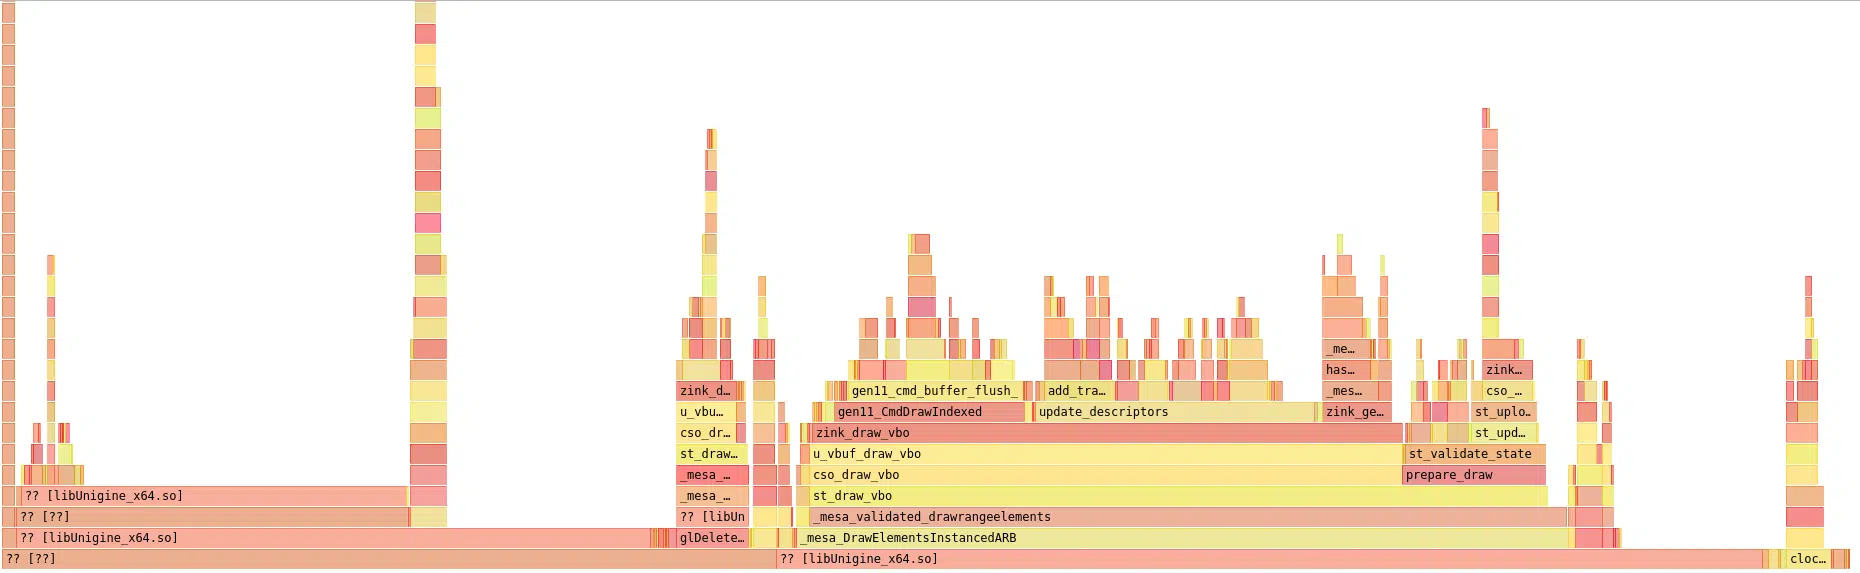 _me…
has… zink…
zink_d… gen11_cmd_buffer_flush_ add_tra… _mes… cso_…
u_vbu… gen11_CmdDrawIndexed update_descriptors zink_ge… st_uplo…
cso_dr… zink_draw_vbo st_upd…
st_draw… u_vbuf_draw_vbo st_validate_state
_mesa_… cso_draw_vbo prepare_draw
?? [libUnigine_x64.so] _mesa_… st_draw_vbo
?? [??] ?? [libUn _mesa_validated_drawrangeelements
?? [libUnigine_x64.so] glDelete… _mesa_DrawElementsInstancedARB
?? [??] ?? [libUnigine_x64.so] cloc…